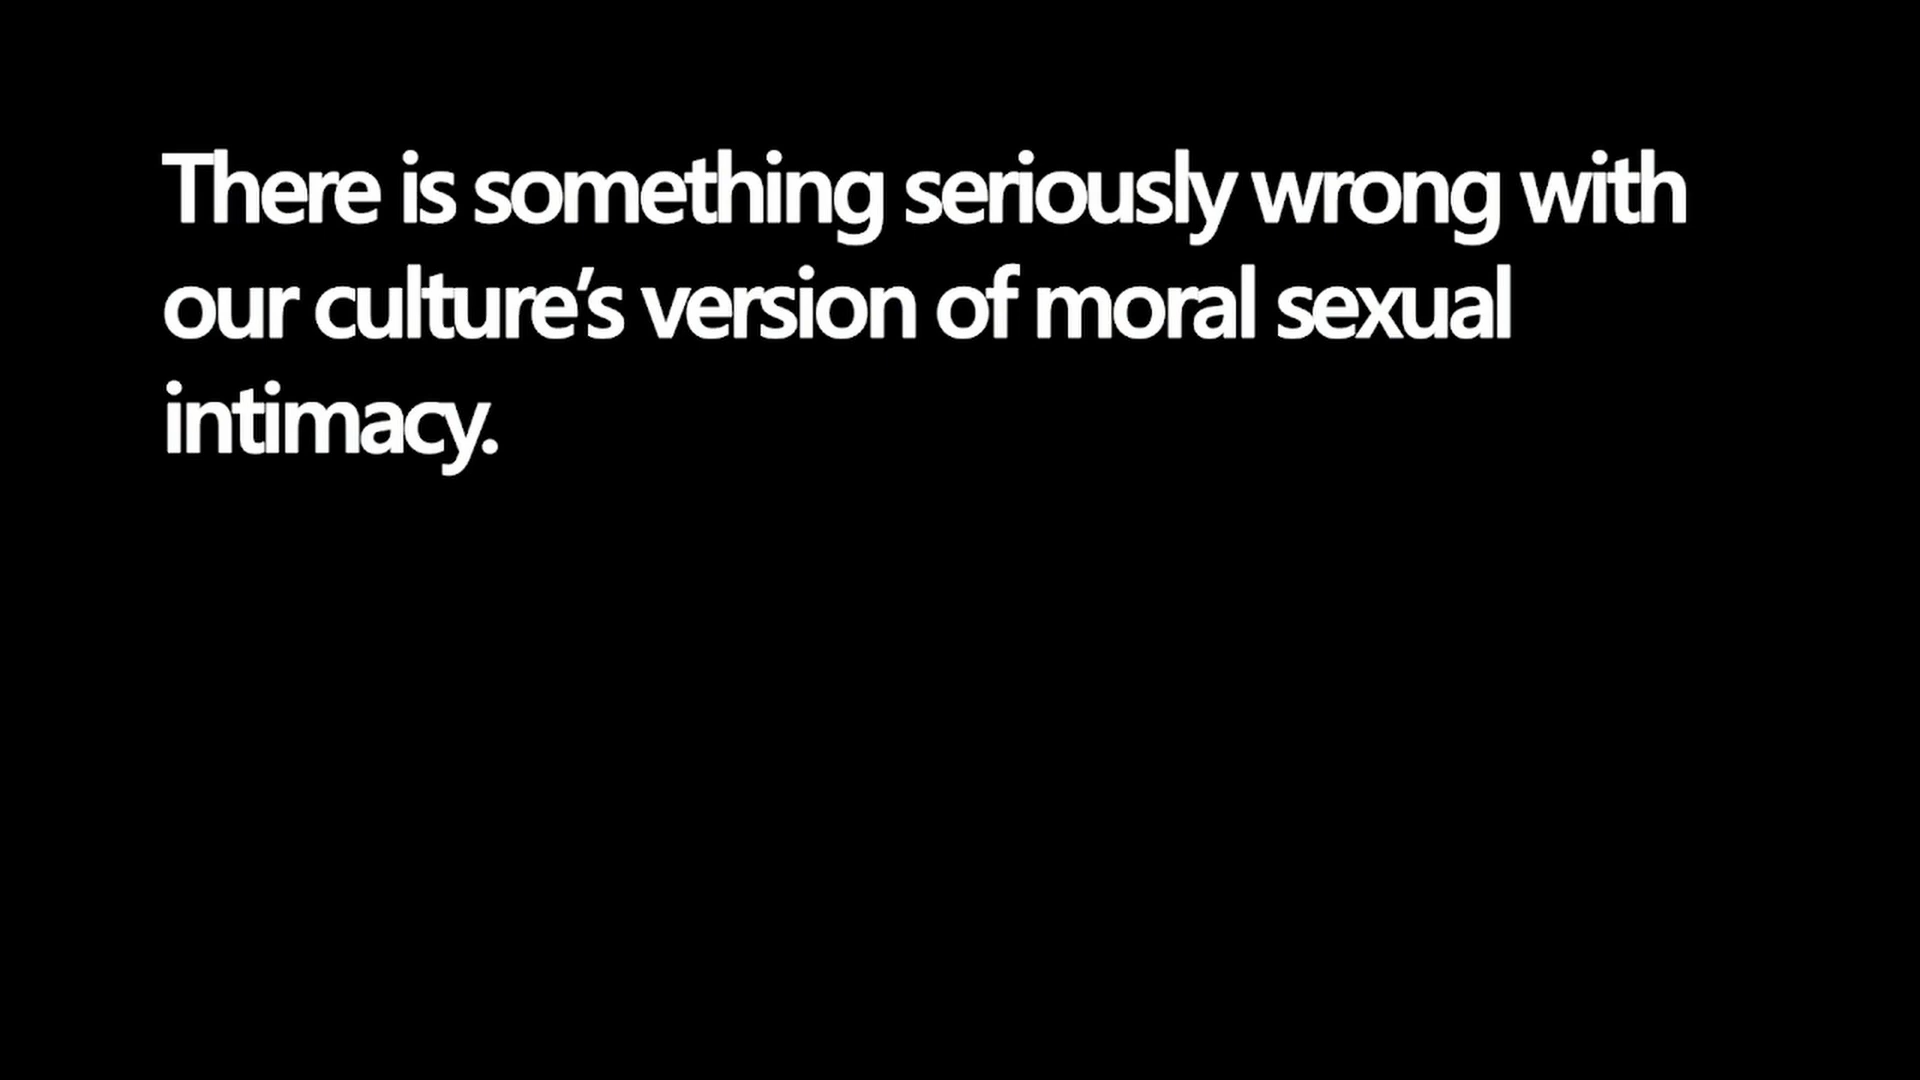 There is something seriously wrong with
our culture’s version of moral sexual
intimacy.